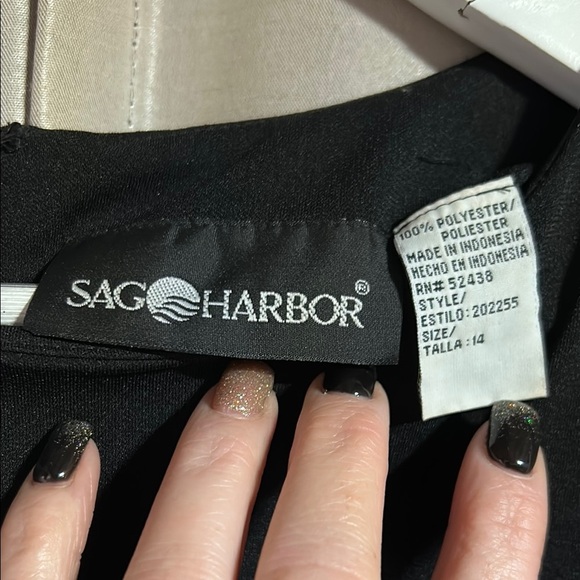 SAG HARBOR®
100% POLYESTER/
POLIESTER
MADE IN INDONESIA
HECHO EN INDONESIA
RN# 52438
STYLE/
ESTILO: 202255
SIZE/
TALLA :14